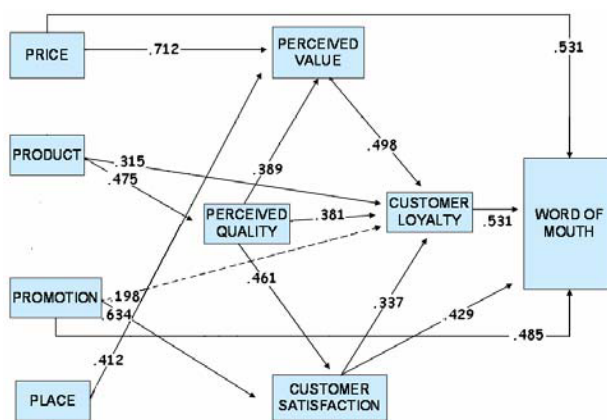 PRICE
.712
PERCEIVED
VALUE
.531
PRODUCT
.315
.475
.389
.498
PERCEIVED
QUALITY
.381
CUSTOMER
LOYALTY
.531
WORD OF
MOUTH
PROMOTION
.198
.634
.461
.337
.429
.485
.412
PLACE
CUSTOMER
SATISFACTION